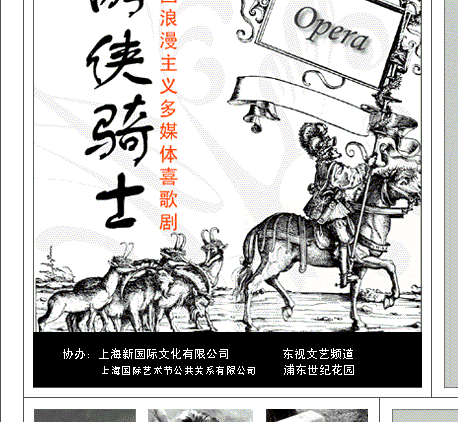 Opera
游侠骑士
浪漫主义多媒体喜歌剧
协办：上海新国际文化有限公司
上海国际艺术节公共关系有限公司
东视文艺频道
浦东世纪花园